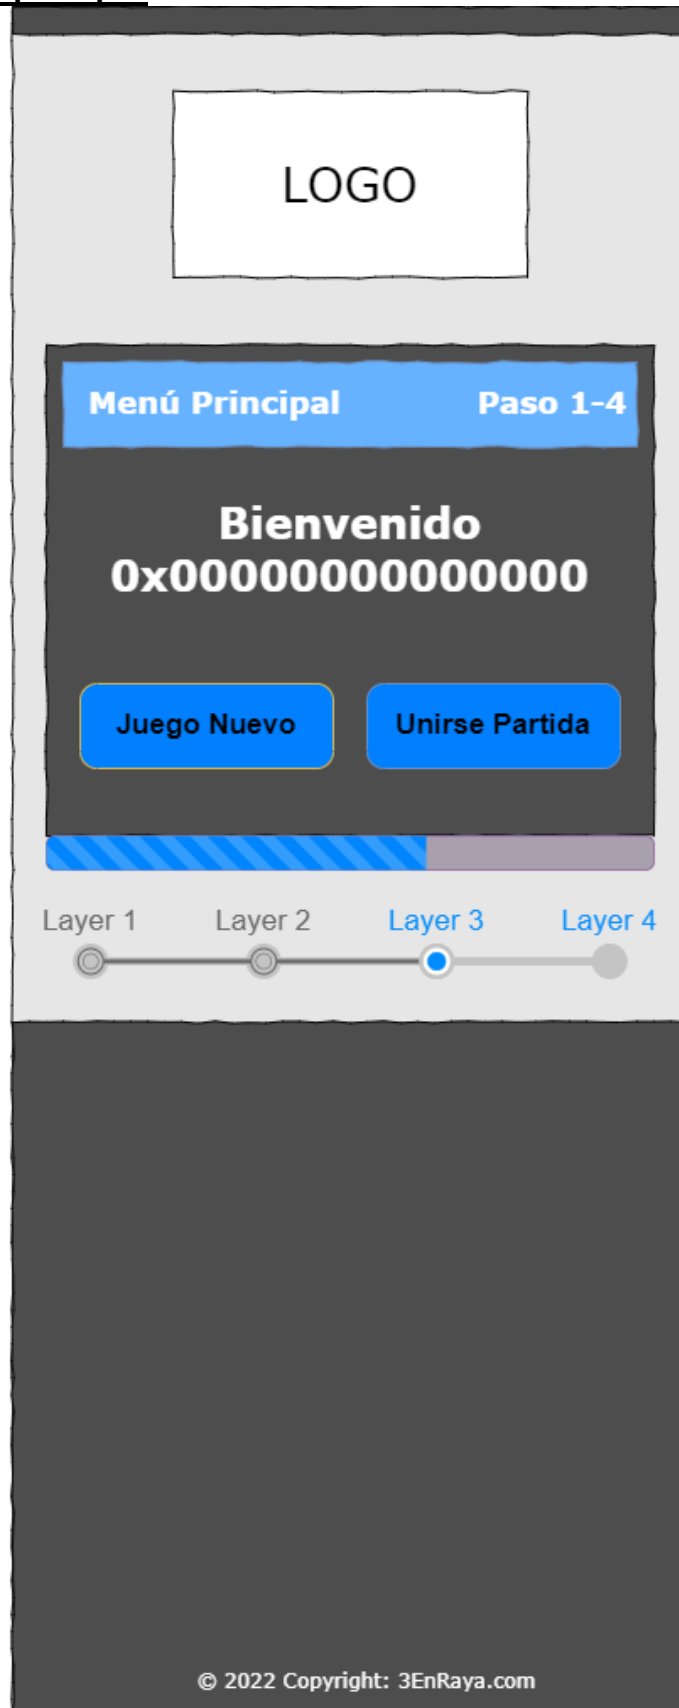 LOGO
Menú Principal Paso 1-4
Bienvenido
0x00000000000000
Juego Nuevo Unirse Partida
Layer 1 Layer 2 Layer 3 Layer 4
© 2022 Copyright: 3EnRaya.com